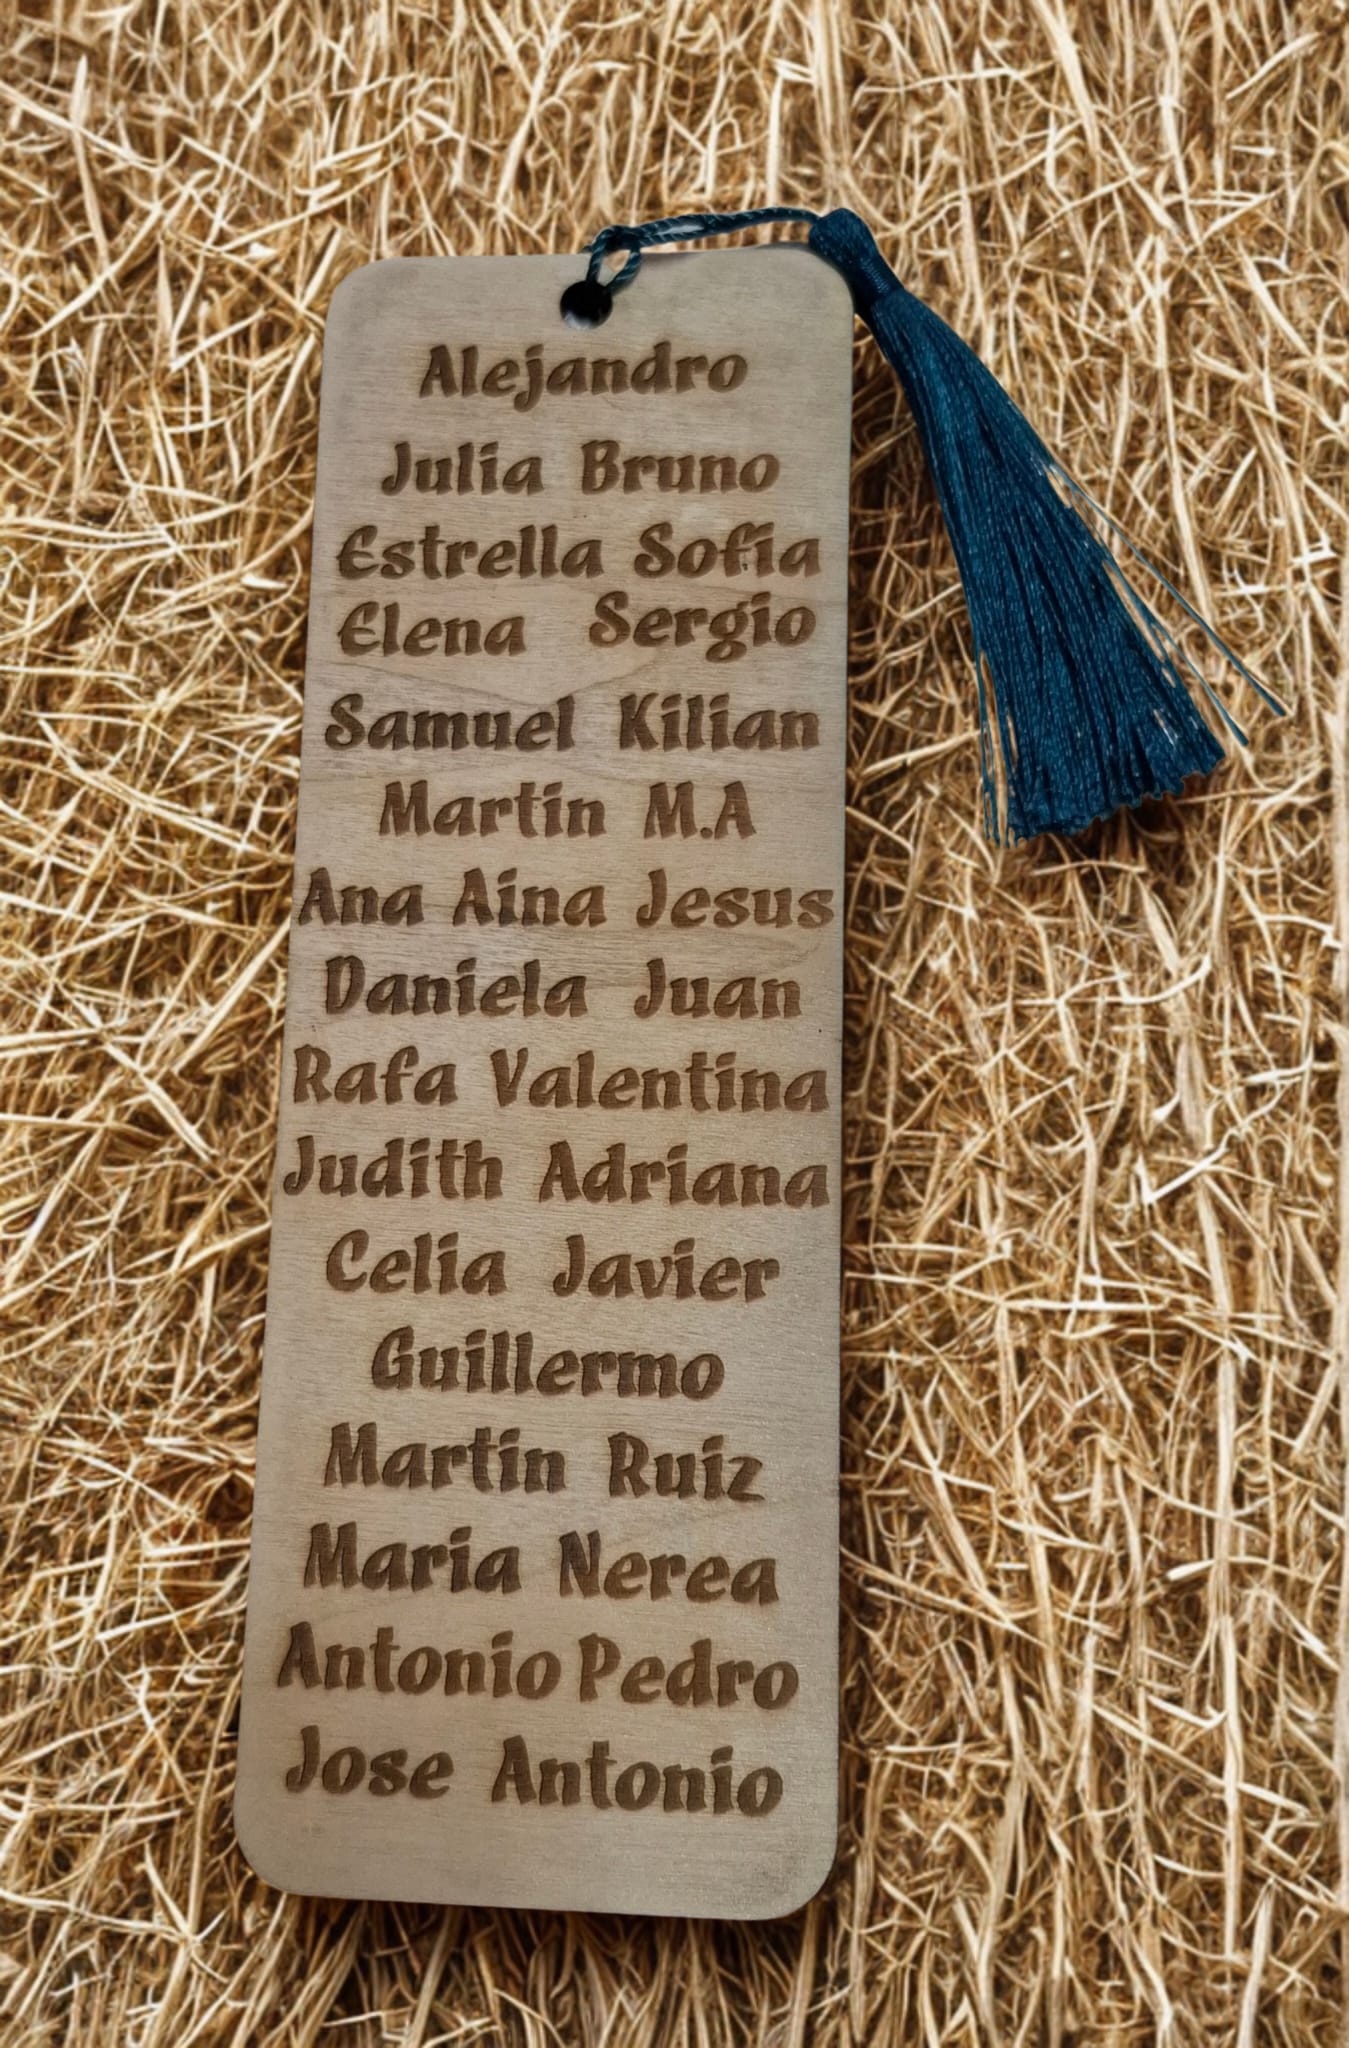 Alejandro
Julia Bruno
Estrella Sofia
Elena Sergio
Samuel Kilian
Martin M.A
Ana Aina Jesus
Daniela Juan
Rafa Valentina
Judith Adriana
Celia Javier
Guillermo
Martin Ruiz
Maria Nerea
Antonio Pedro
Jose Antonio